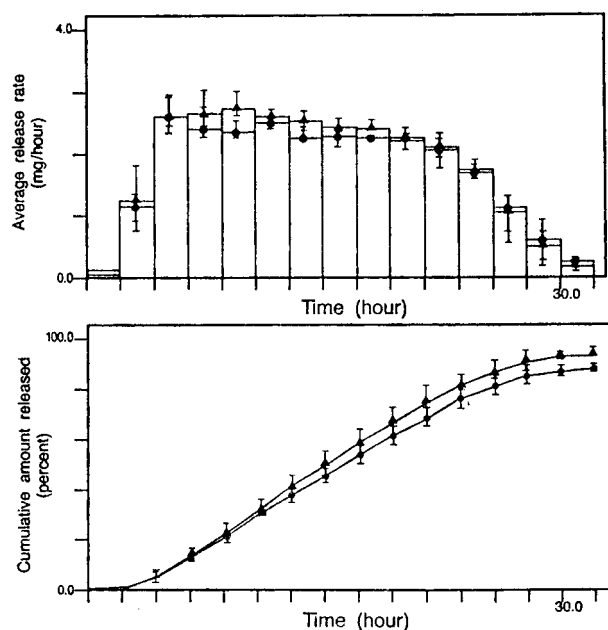 4.0
Average release rate
(mg/hour)
0.0
30.0
Time (hour)
100.0
Cumulative amount released
(percent)
0.0
30.0
Time (hour)